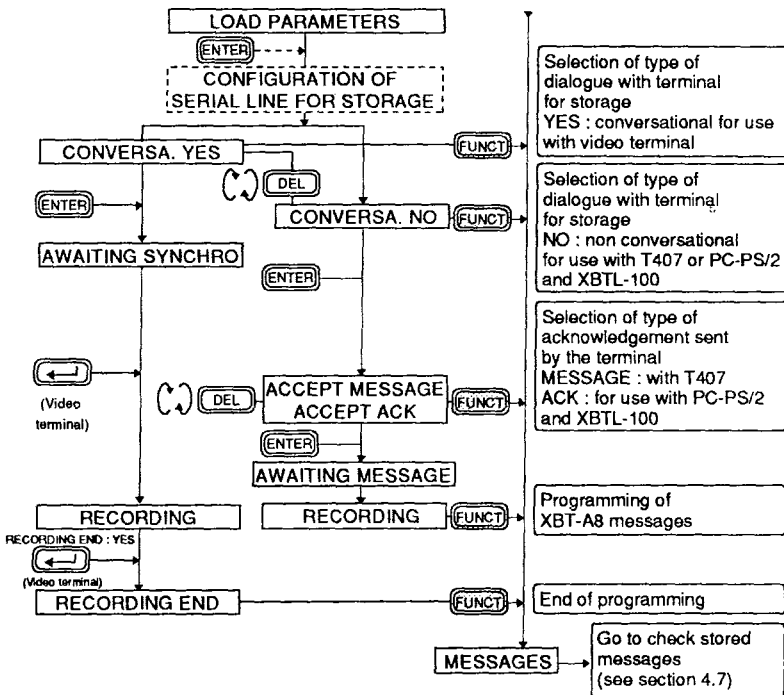 LOAD PARAMETERS
ENTER
CONFIGURATION OF
SERIAL LINE FOR STORAGE
CONVERSA. YES
FUNCT
Selection of type of
dialogue with terminal
for storage
YES : conversational for use
with video terminal
DEL
ENTER
CONVERSA. NO
FUNCT
Selection of type of
dialogue with terminal
for storage
NO : non conversational
for use with T407 or PC-PS/2
and XBTL-100
AWAITING SYNCHRO
ENTER
(Video
terminal)
DEL
ACCEPT MESSAGE
ACCEPT ACK
FUNCT
Selection of type of
acknowledgement sent
by the terminal
MESSAGE : with T407
ACK : for use with PC-PS/2
and XBTL-100
ENTER
AWAITING MESSAGE
RECORDING
RECORDING
FUNCT
Programming of
XBT-A8 messages
RECORDING END : YES
(Video terminal)
RECORDING END
FUNCT
End of programming
MESSAGES
Go to check stored
messages
(see section 4.7)